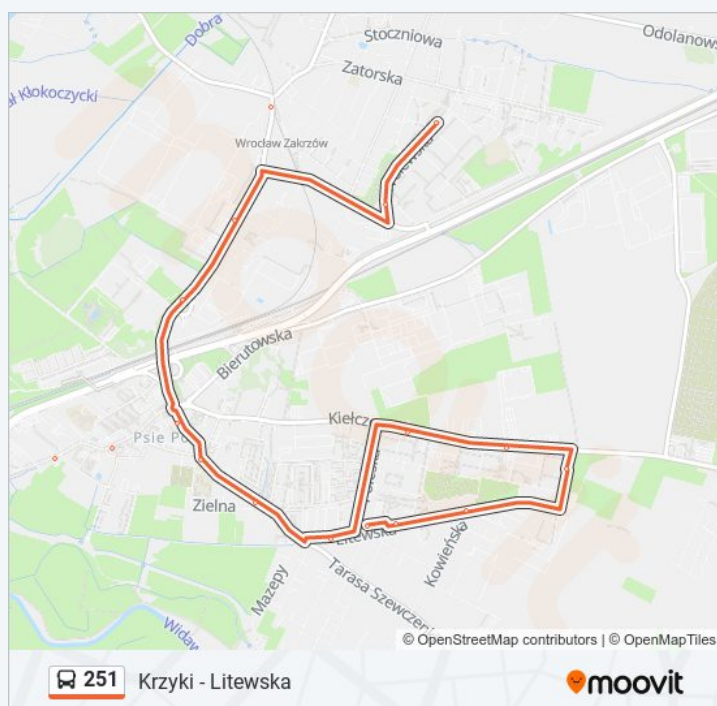 Dobra
Stoczniowa
Odolanows
Zatorska
ał Kłokoczycki
Wrocław Zakrzów
Bierutowska
Kiełcz
Psie Po
Zielna
Litewska
Kowieńska
Mazepy
Tarasa Szewczen
Widaw
© OpenStreetMap contributors | © OpenMapTiles
251 Krzyki - Litewska
moovit